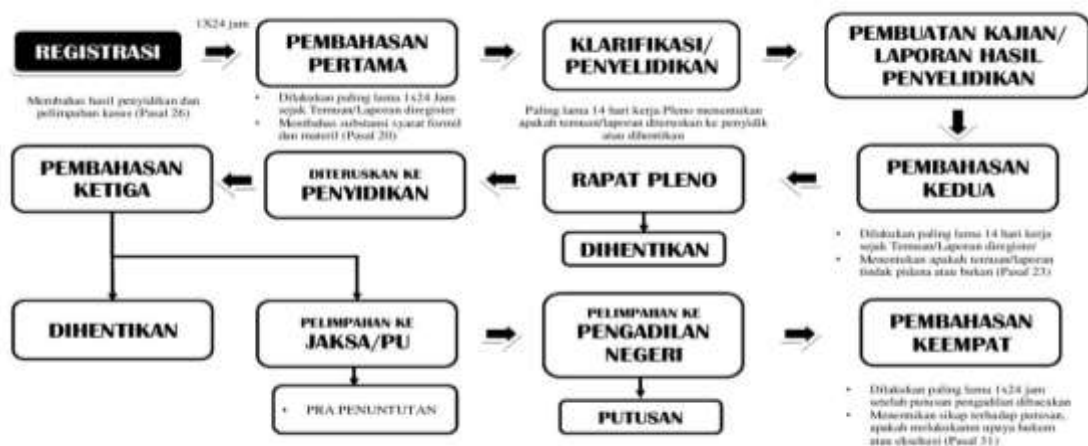 1X24 jam
REGISTRASI
PEMBAHASAN
PERTAMA
KLARIFIKASI/
PENYELIDIKAN
PEMBUATAN KAJIAN/
LAPORAN HASIL
PENYELIDIKAN
Membahas hasil penyidikan dan
pelimpahan kasus (Pasal 26)
• Dilakukan paling lama 1x24 Jam
sejak Temuan/Laporan diregister
• Membahas substansi syarat formil
dan materil (Pasal 20)
Paling lama 14 hari kerja Pleno menentukan
apakah temuan/laporan diteruskan ke penyidik
atau dihentikan
PEMBAHASAN
KETIGA
DITERUSKAN KE
PENYIDIKAN
RAPAT PLENO
PEMBAHASAN
KEDUA
DIHENTIKAN
• Dilakukan paling lama 14 hari kerja
sejak Temuan/Laporan diregister
• Menentukan apakah temuan/laporan
tindak pidana atau bukan (Pasal 23)
DIHENTIKAN
PELIMPAHAN KE
JAKSA/PU
PELIMPAHAN KE
PENGADILAN
NEGERI
PEMBAHASAN
KEEMPAT
• PRA PENUNTUTAN
PUTUSAN
• Dilakukan paling lama 1x24 jam
setelah putusan pengadilan dibacakan
• Menentukan sikap terhadap putusan,
apakah melakukan upaya hukum
atau eksekusi (Pasal 31)